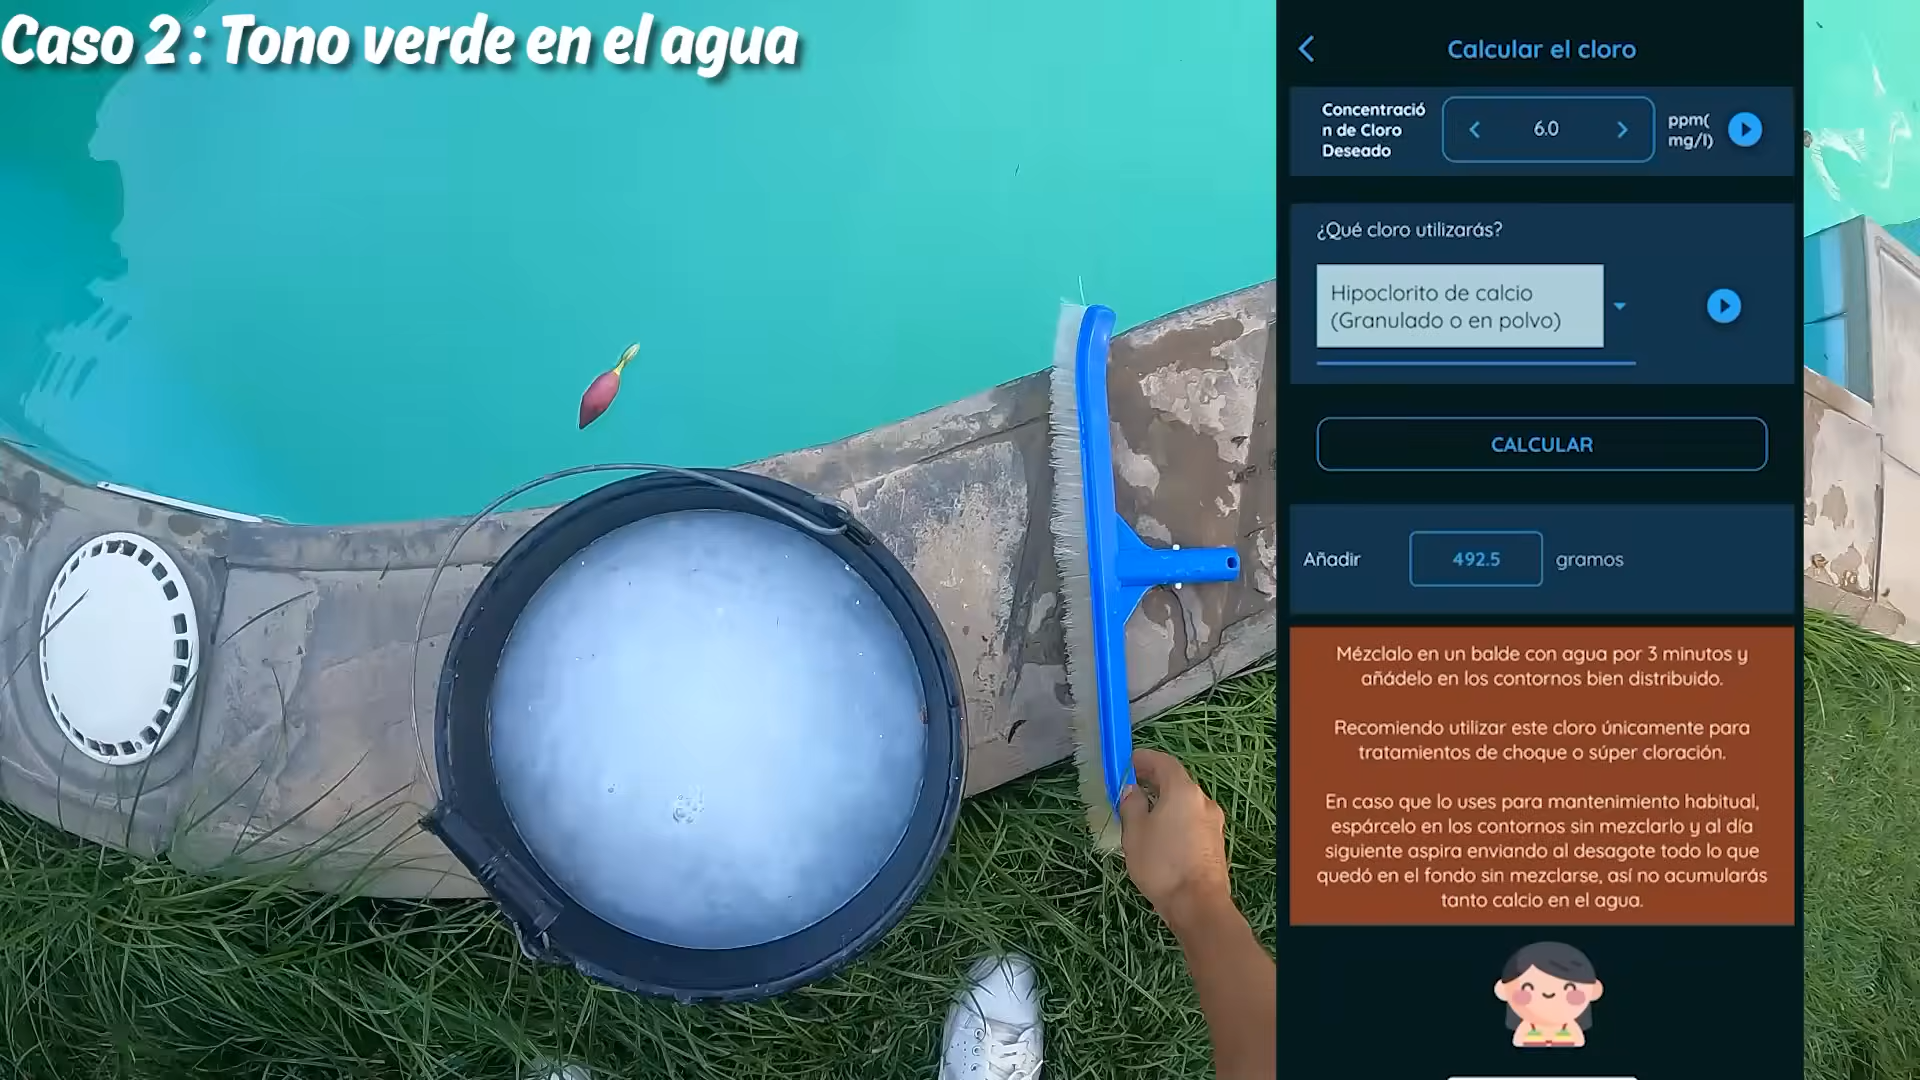 Caso 2: Tono verde en el agua
Calcular el cloro
Concentració
n de Cloro
Deseado
6.0
ppm(
mg/l)
¿Qué cloro utilizarás?
Hipoclorito de calcio
(Granulado o en polvo)
CALCULAR
Añadir
492.5
gramos
Mézclalo en un balde con agua por 3 minutos y
añádelo en los contornos bien distribuido.
Recomiendo utilizar este cloro únicamente para
tratamientos de choque o súper cloración.
En caso que lo uses para mantenimiento habitual,
espárcelo en los contornos sin mezclarlo y al día
siguiente aspira enviando al desagote todo lo que
quedó en el fondo sin mezclarse, así no acumularás
tanto calcio en el agua.